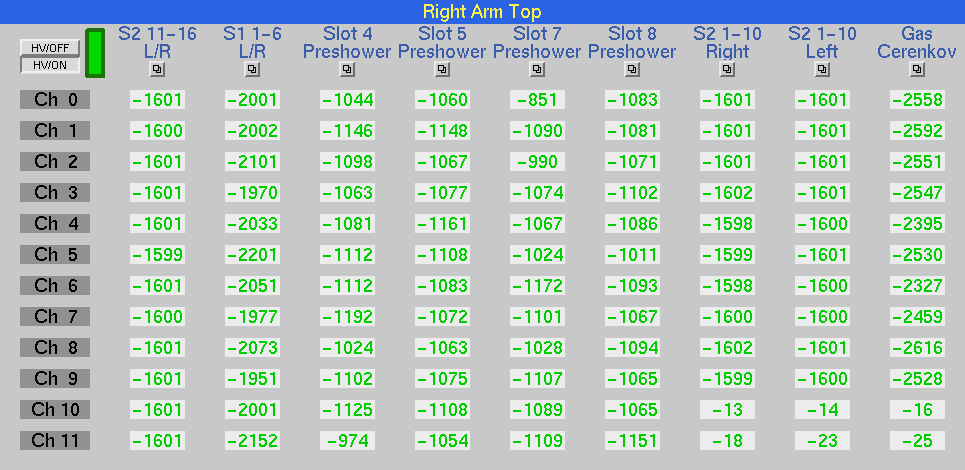 Right Arm Top
S2 11-16 S1 1-6 Slot 4 Slot 5 Slot 7 Slot 8 S2 1-10 S2 1-10 Gas
L/R L/R Preshower Preshower Preshower Preshower Right Left Cerenkov
HV/OFF
HV/ON
Ch 0 -1601 -2001 -1044 -1060 -851 -1083 -1601 -1601 -2558
Ch 1 -1600 -2002 -1146 -1148 -1090 -1081 -1601 -1601 -2592
Ch 2 -1601 -2101 -1098 -1067 -990 -1071 -1601 -1601 -2551
Ch 3 -1601 -1970 -1063 -1077 -1074 -1102 -1602 -1601 -2547
Ch 4 -1601 -2033 -1081 -1161 -1067 -1086 -1598 -1600 -2395
Ch 5 -1599 -2201 -1112 -1108 -1024 -1011 -1599 -1601 -2530
Ch 6 -1601 -2051 -1112 -1083 -1172 -1093 -1598 -1600 -2327
Ch 7 -1600 -1977 -1192 -1072 -1101 -1067 -1600 -1600 -2459
Ch 8 -1601 -2073 -1024 -1063 -1028 -1094 -1602 -1601 -2616
Ch 9 -1601 -1951 -1102 -1075 -1107 -1065 -1599 -1600 -2528
Ch 10 -1601 -2001 -1125 -1108 -1089 -1065 -13 -14 -16
Ch 11 -1601 -2152 -974 -1054 -1109 -1151 -18 -23 -25